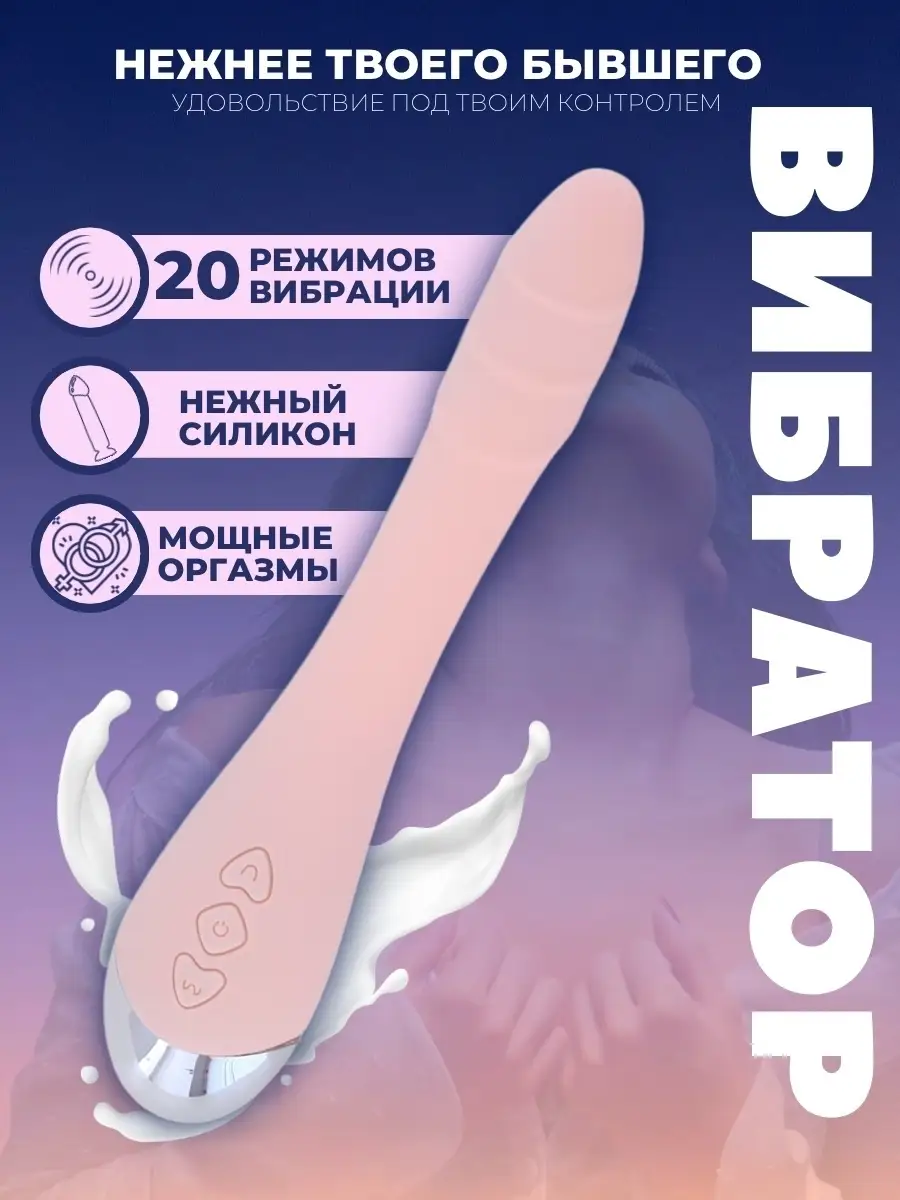 НЕЖНЕЕ ТВОЕГО БЫВШЕГО
УДОВОЛЬСТВИЕ ПОД ТВОИМ КОНТРОЛЕМ
ВИБРАТОР
20 РЕЖИМОВ
ВИБРАЦИИ
НЕЖНЫЙ
СИЛИКОН
МОЩНЫЕ
ОРГАЗМЫ